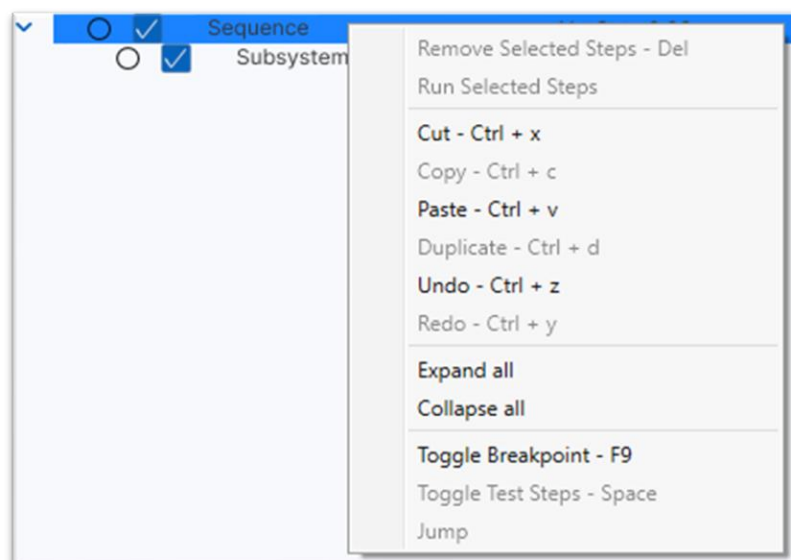 Sequence
Subsystem
Remove Selected Steps - Del
Run Selected Steps
Cut - Ctrl + x
Copy - Ctrl + c
Paste - Ctrl + v
Duplicate - Ctrl + d
Undo - Ctrl + z
Redo - Ctrl + y
Expand all
Collapse all
Toggle Breakpoint - F9
Toggle Test Steps - Space
Jump